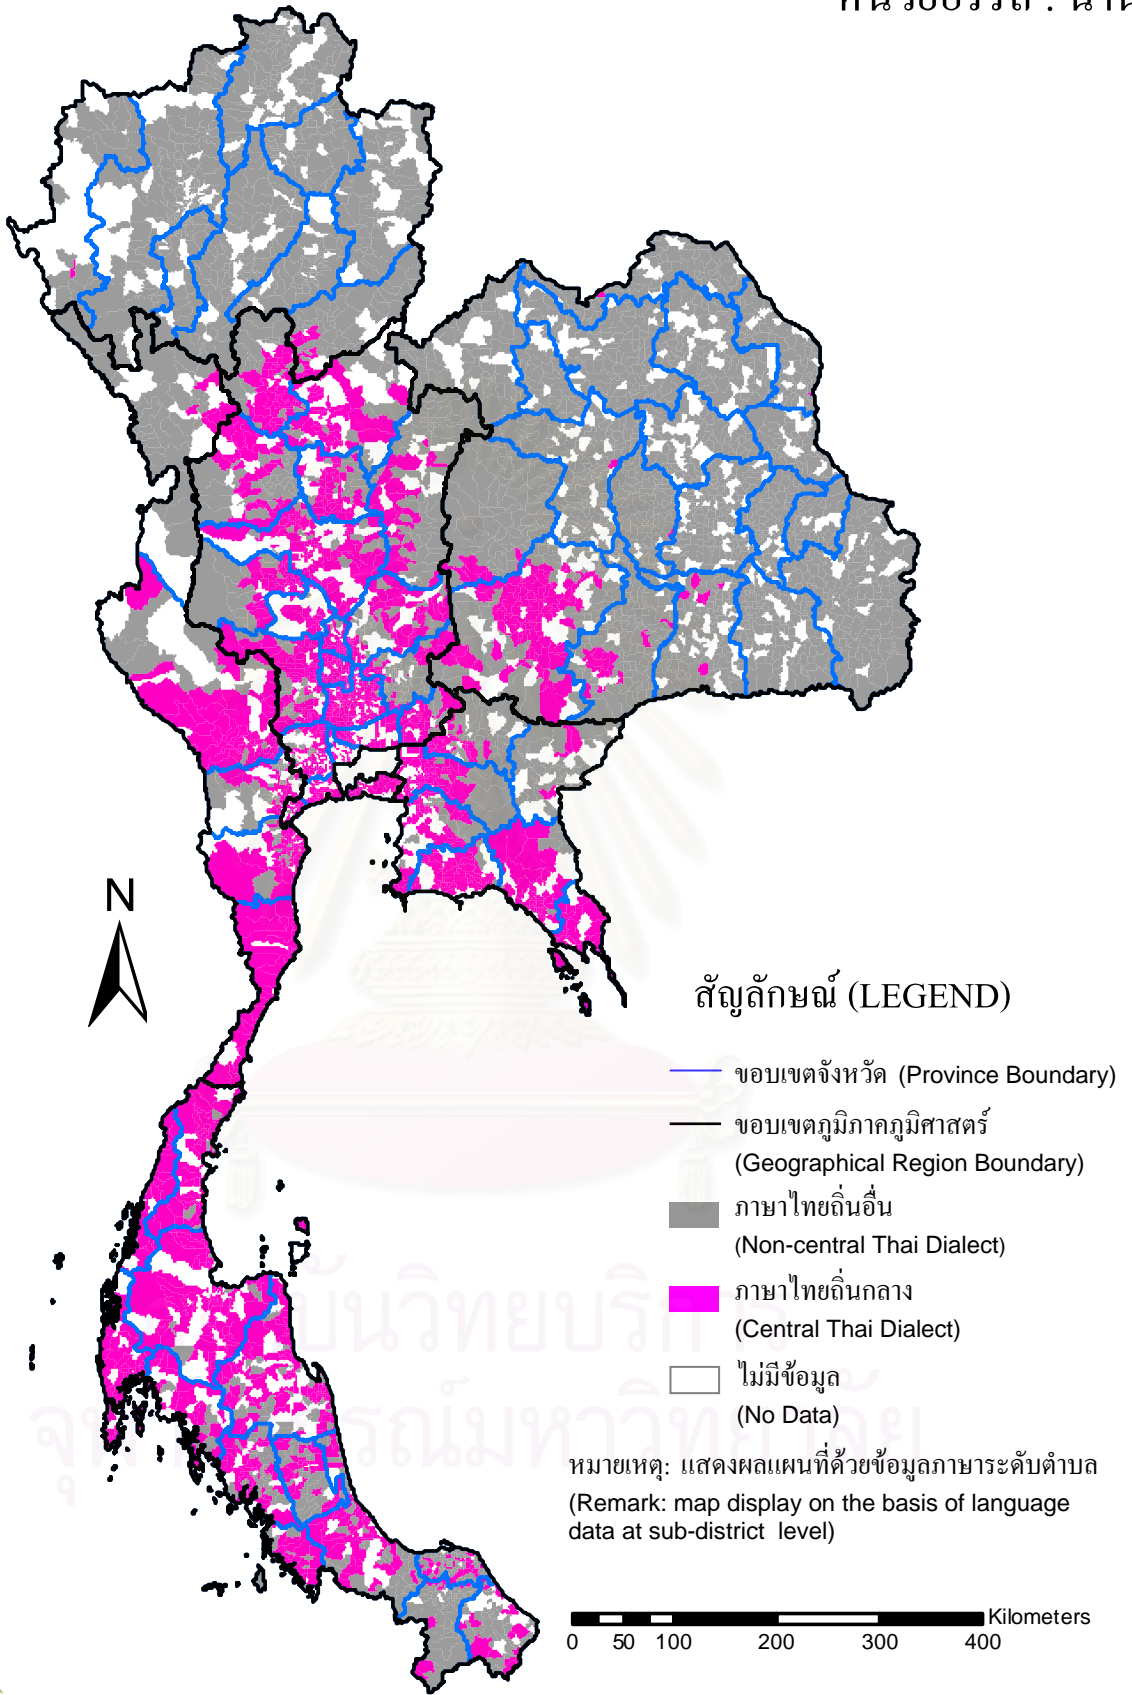 N
สัญลักษณ์ (LEGEND)
ขอบเขตจังหวัด (Province Boundary)
ขอบเขตภูมิภาคภูมิศาสตร์
(Geographical Region Boundary)
ภาษาไทยถิ่นอื่น
(Non-central Thai Dialect)
ภาษาไทยถิ่นกลาง
(Central Thai Dialect)
ไม่มีข้อมูล
(No Data)
หมายเหตุ: แสดงผลแผนที่ด้วยข้อมูลภาษาระดับตำบล
(Remark: map display on the basis of language
data at sub-district level)
Kilometers
0 50 100 200 300 400